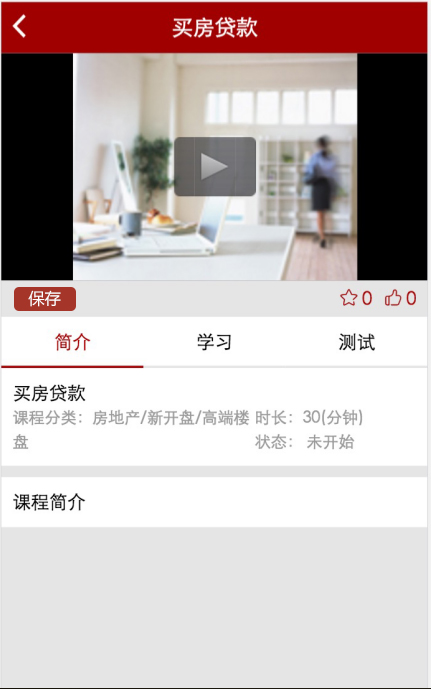 买房贷款
保存
0
0
简介
学习
测试
买房贷款
课程分类：房地产/新开盘/高端楼盘
时长：30(分钟)
状态： 未开始
课程简介